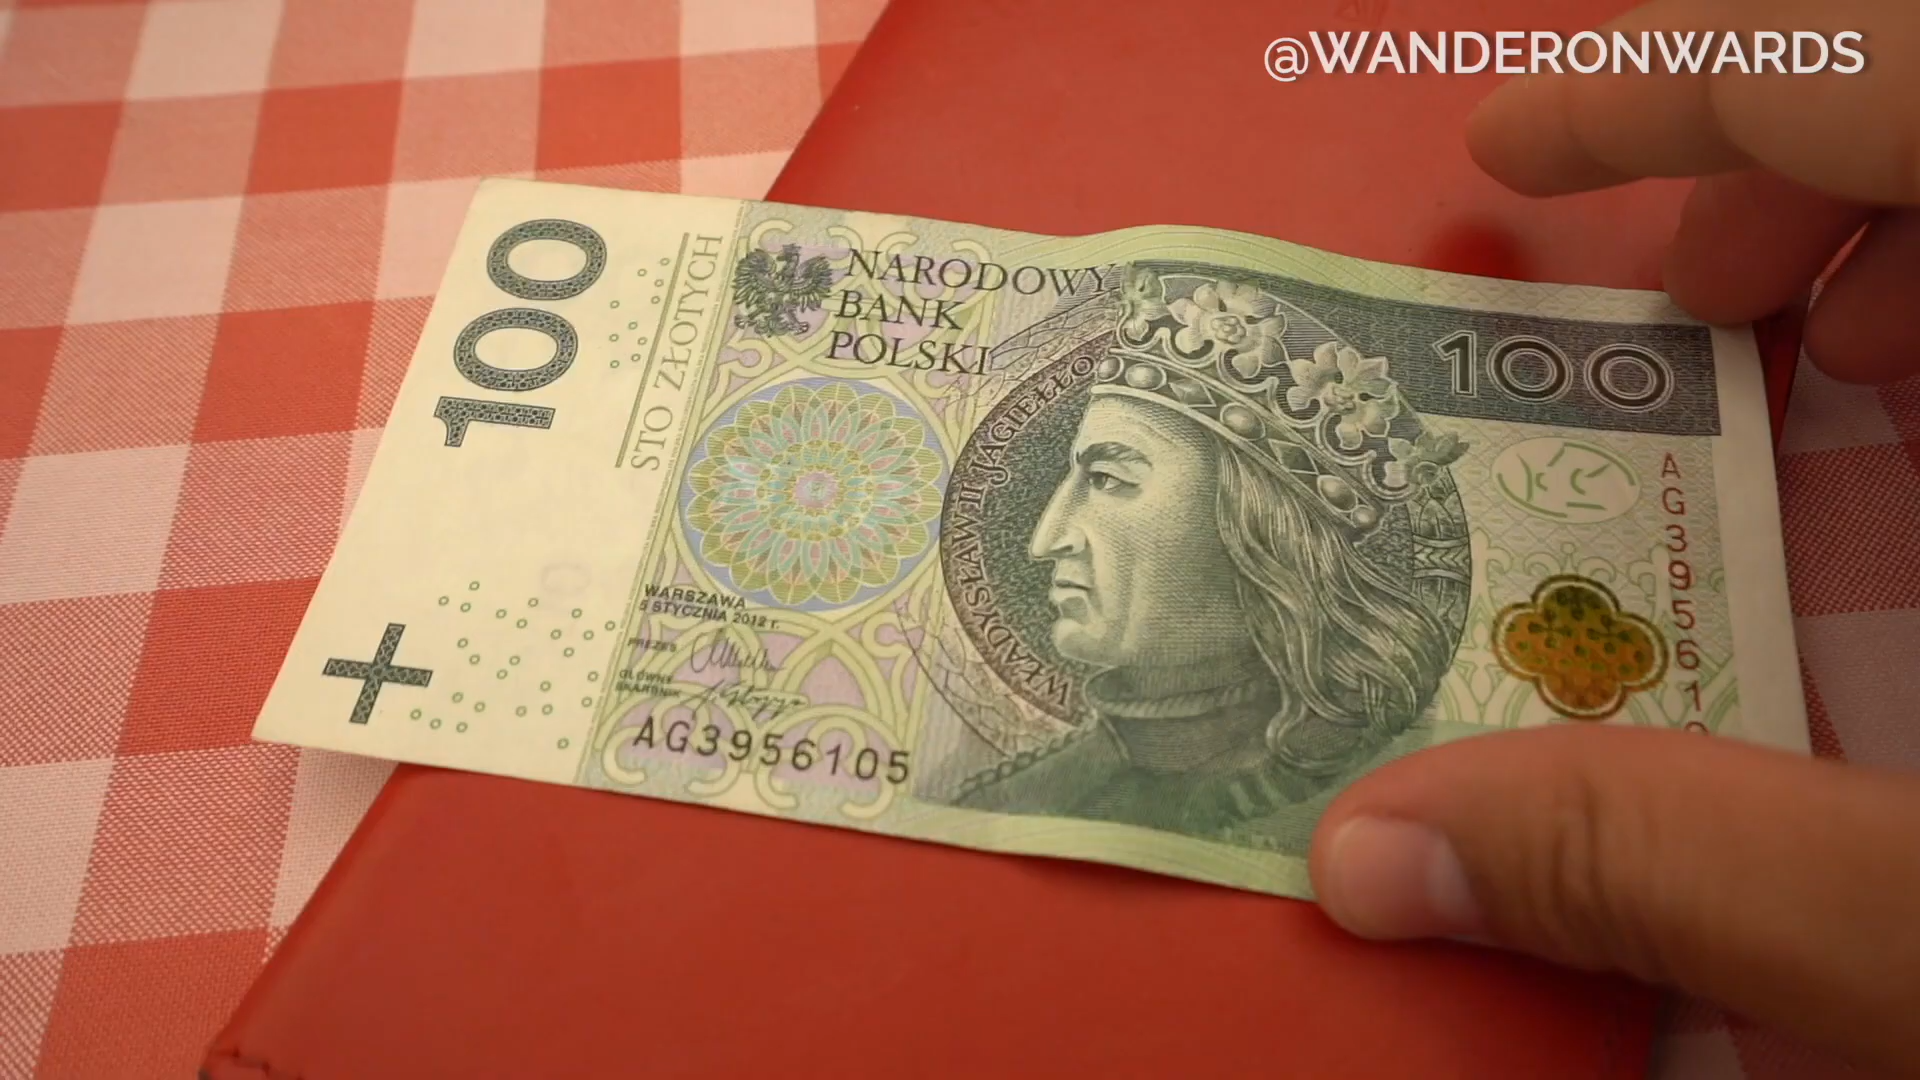 @WANDERONWARDS
100
STO ZŁOTYCH
NARODOWY
BANK
POLSKI
WŁADYSŁAW II JAGIEŁŁO
100
WARSZAWA
5 STYCZNIA 2012 r.
PREZES
GŁÓWNY
SKARBNIK
AG3956105
AG395610